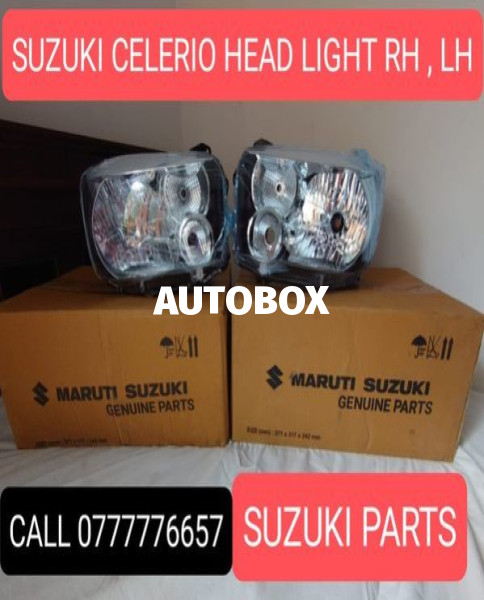 SUZUKI CELERIO HEAD LIGHT RH , LH
AUTOBOX
MARUTI SUZUKI
GENUINE PARTS
MARUTI SUZUKI
GENUINE PARTS
CALL 0777776657
SUZUKI PARTS